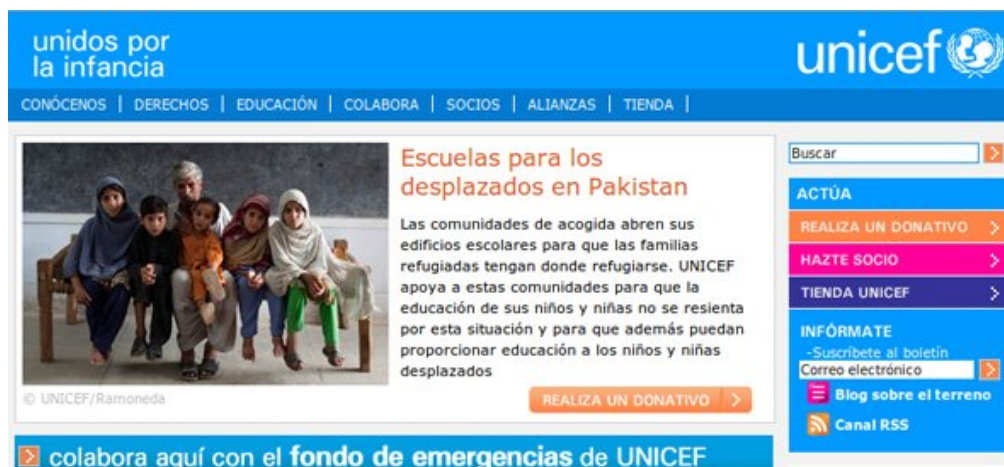 unidos por
la infancia
unicef
CONÓCENOS | DERECHOS | EDUCACIÓN | COLABORA | SOCIOS | ALIANZAS | TIENDA |
Escuelas para los
desplazados en Pakistan
Las comunidades de acogida abren sus
edificios escolares para que las familias
refugiadas tengan donde refugiarse. UNICEF
apoya a estas comunidades para que la
educación de sus niños y niñas no se resienta
por esta situación y para que además puedan
proporcionar educación a los niños y niñas
desplazados
© UNICEF/Ramoneda
REALIZA UN DONATIVO
colabora aquí con el fondo de emergencias de UNICEF
Buscar
ACTÚA
REALIZA UN DONATIVO
HAZTE SOCIO
TIENDA UNICEF
INFÓRMATE
-Suscríbete al boletín
Correo electrónico
Blog sobre el terreno
Canal RSS